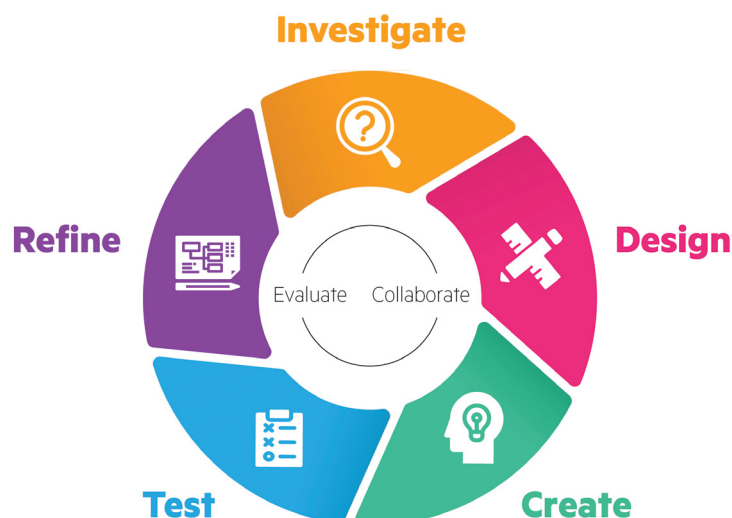 Investigate
Refine
Design
Evaluate Collaborate
Test
Create